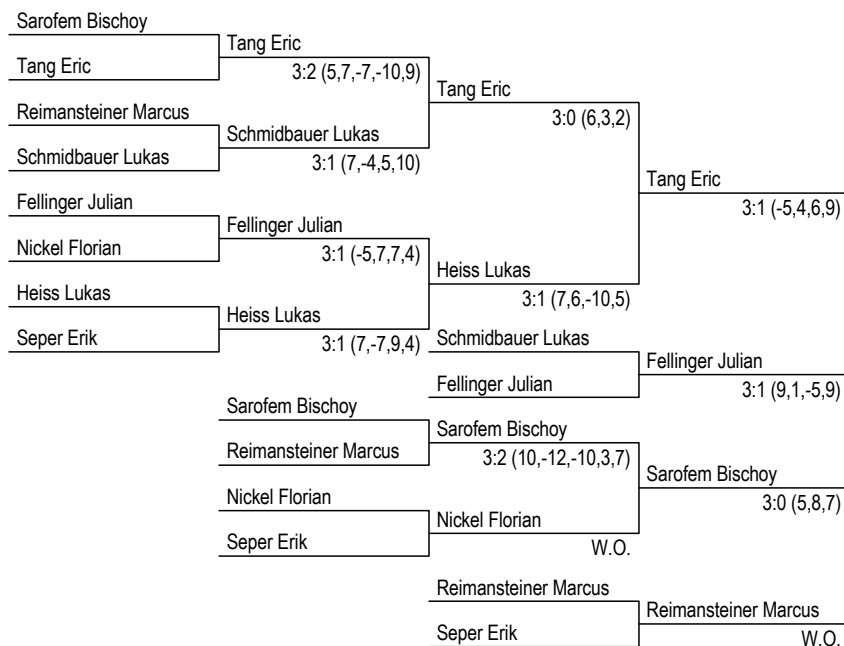 Sarofem Bischoy
Tang Eric
Tang Eric
3:2 (5,7,-7,-10,9)
Tang Eric
Reimansteiner Marcus
3:0 (6,3,2)
Schmidbauer Lukas
Schmidbauer Lukas
3:1 (7,-4,5,10)
Tang Eric
Fellinger Julian
3:1 (-5,4,6,9)
Fellinger Julian
Nickel Florian
3:1 (-5,7,7,4)
Heiss Lukas
Heiss Lukas
3:1 (7,6,-10,5)
Heiss Lukas
Seper Erik
3:1 (7,-7,9,4)
Schmidbauer Lukas
Fellinger Julian
Fellinger Julian
3:1 (9,1,-5,9)
Sarofem Bischoy
Sarofem Bischoy
Reimansteiner Marcus
3:2 (10,-12,-10,3,7)
Sarofem Bischoy
Nickel Florian
3:0 (5,8,7)
Nickel Florian
Seper Erik
W.O.
Reimansteiner Marcus
Reimansteiner Marcus
Seper Erik
W.O.